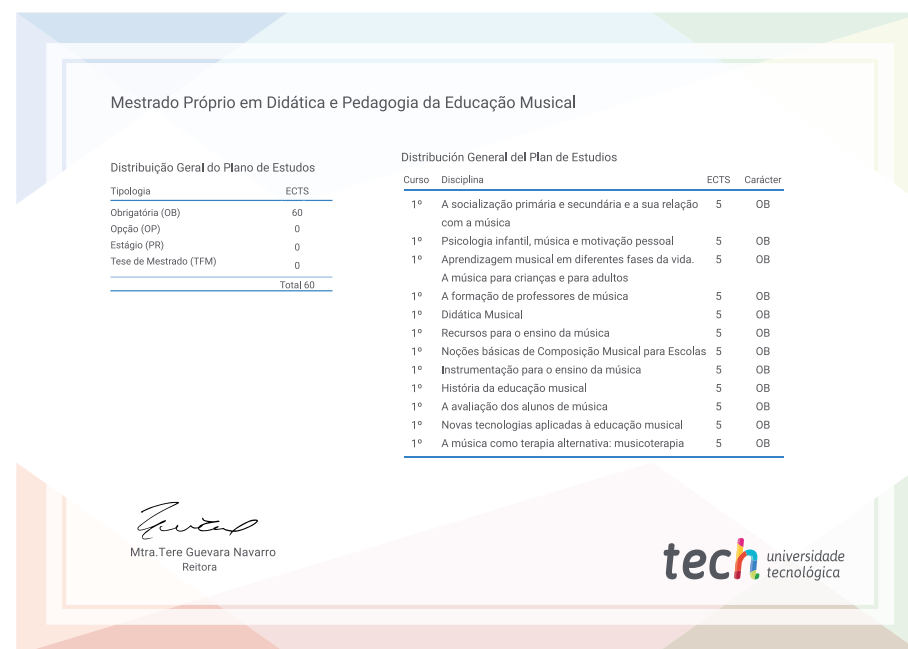 Mestrado Próprio em Didática e Pedagogia da Educação Musical
Distribuição Geral do Plano de Estudos
Tipologia ECTS
Obrigatória (OB) 60
Opção (OP) 0
Estágio (PR) 0
Tese de Mestrado (TFM) 0
Total 60
Distribución General del Plan de Estudios
Curso Disciplina ECTS Carácter
1º A socialização primária e secundária e a sua relação 5 OB
com a música
1º Psicologia infantil, música e motivação pessoal 5 OB
1º Aprendizagem musical em diferentes fases da vida. 5 OB
A música para crianças e para adultos
1º A formação de professores de música 5 OB
1º Didática Musical 5 OB
1º Recursos para o ensino da música 5 OB
1º Noções básicas de Composição Musical para Escolas 5 OB
1º Instrumentação para o ensino da música 5 OB
1º História da educação musical 5 OB
1º A avaliação dos alunos de música 5 OB
1º Novas tecnologias aplicadas à educação musical 5 OB
1º A música como terapia alternativa: musicoterapia 5 OB
Mtra.Tere Guevara Navarro
Reitora
tech universidade
tecnológica